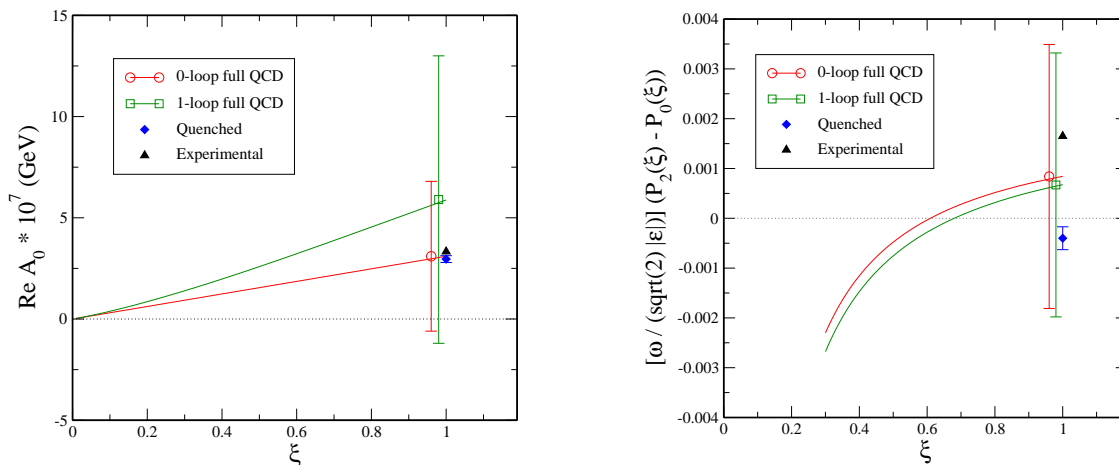 Re A_0 * 10^7 (GeV)
15
10
5
0
-5
0-loop full QCD
1-loop full QCD
Quenched
Experimental
0
0.2
0.4
0.6
0.8
1
ξ
[ω / (sqrt(2) |ε|)] (P_2(ξ) - P_0(ξ))
0.004
0.003
0.002
0.001
0
-0.001
-0.002
-0.003
-0.004
0-loop full QCD
1-loop full QCD
Quenched
Experimental
0
0.2
0.4
0.6
0.8
1
ξ